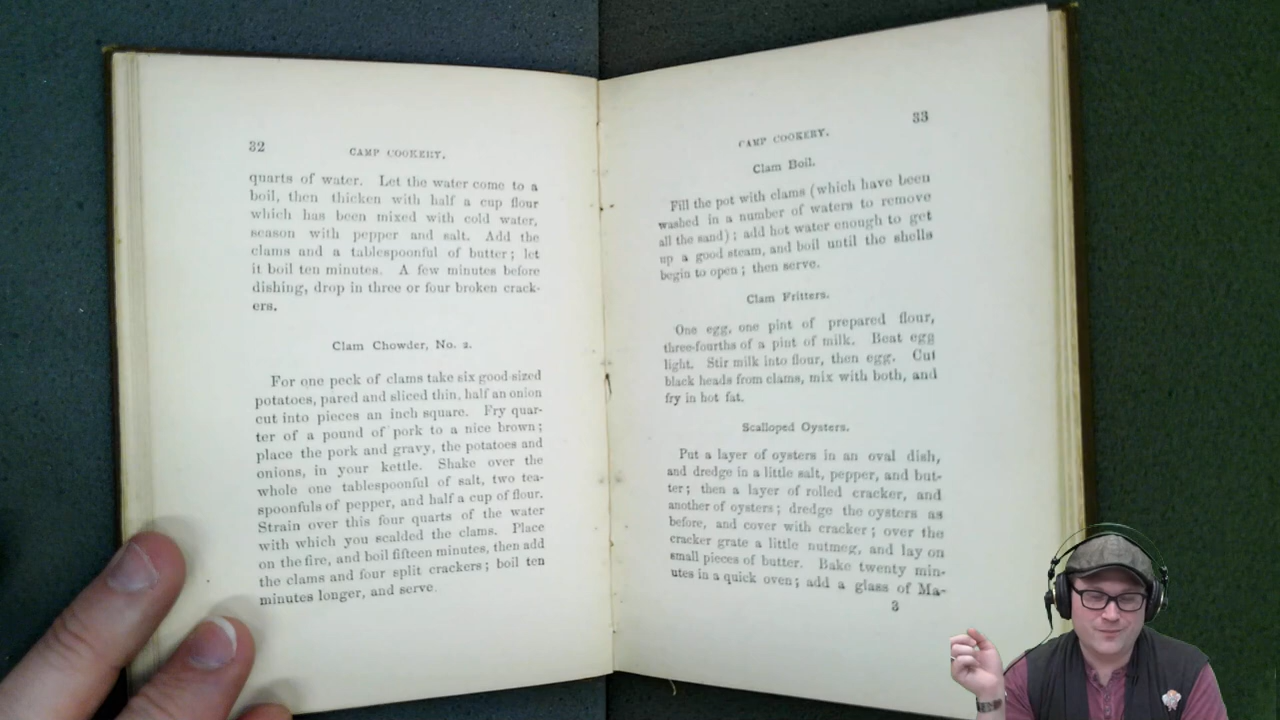 32
CAMP COOKERY.
quarts of water. Let the water come to a
boil, then thicken with half a cup flour
which has been mixed with cold water,
season with pepper and salt. Add the
clams and a tablespoonful of butter; let
it boil ten minutes. A few minutes before
dishing, drop in three or four broken crack-
ers.
Clam Chowder, No. 2.
For one peck of clams take six good-sized
potatoes, pared and sliced thin, half an onion
cut into pieces an inch square. Fry quar-
ter of a pound of pork to a nice brown;
place the pork and gravy, the potatoes and
onions, in your kettle. Shake over the
whole one tablespoonful of salt, two tea-
spoonfuls of pepper, and half a cup of flour.
Strain over this four quarts of the water
with which you scalded the clams. Place
on the fire, and boil fifteen minutes, then add
the clams and four split crackers; boil ten
minutes longer, and serve.
CAMP COOKERY.
33
Clam Boil.
Fill the pot with clams (which have been
washed in a number of waters to remove
all the sand); add hot water enough to get
up a good steam, and boil until the shells
begin to open; then serve.
Clam Fritters.
One egg, one pint of prepared flour,
three-fourths of a pint of milk. Beat egg
light. Stir milk into flour, then egg. Cut
black heads from clams, mix with both, and
fry in hot fat.
Scalloped Oysters.
Put a layer of oysters in an oval dish,
and dredge in a little salt, pepper, and but-
ter; then a layer of rolled cracker, and
another of oysters; dredge the oysters as
before, and cover with cracker; over the
cracker grate a little nutmeg, and lay on
small pieces of butter. Bake twenty min-
utes in a quick oven; add a glass of Ma-
3